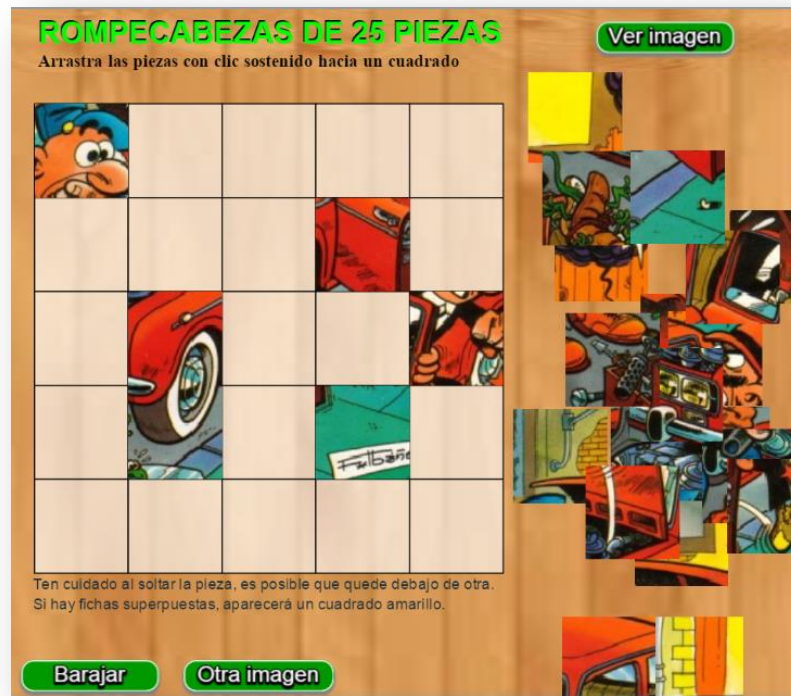 ROMPECABEZAS DE 25 PIEZAS
Ver imagen
Arrastra las piezas con clic sostenido hacia un cuadrado
Ten cuidado al soltar la pieza, es posible que quede debajo de otra.
Si hay fichas superpuestas, aparecerá un cuadrado amarillo.
Barajar
Otra imagen